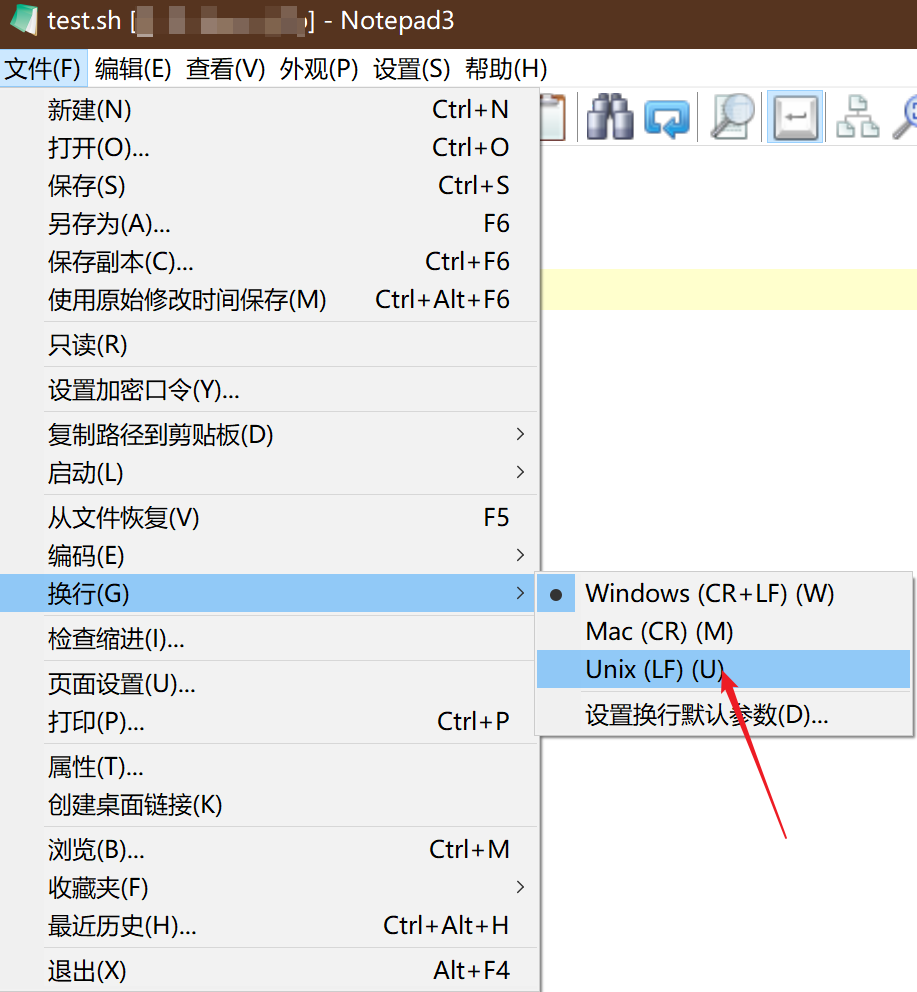 test.sh [ ] - Notepad3
文件(F) 编辑(E) 查看(V) 外观(P) 设置(S) 帮助(H)
新建(N) Ctrl+N
打开(O)... Ctrl+O
保存(S) Ctrl+S
另存为(A)... F6
保存副本(C)... Ctrl+F6
使用原始修改时间保存(M) Ctrl+Alt+F6
只读(R)
设置加密口令(Y)...
复制路径到剪贴板(D)
启动(L)
从文件恢复(V) F5
编码(E)
换行(G)
Windows (CR+LF) (W)
Mac (CR) (M)
Unix (LF) (U)
设置换行默认参数(D)...
检查缩进(I)...
页面设置(U)...
打印(P)... Ctrl+P
属性(T)...
创建桌面链接(K)
浏览(B)... Ctrl+M
收藏夹(F)
最近历史(H)... Ctrl+Alt+H
退出(X) Alt+F4